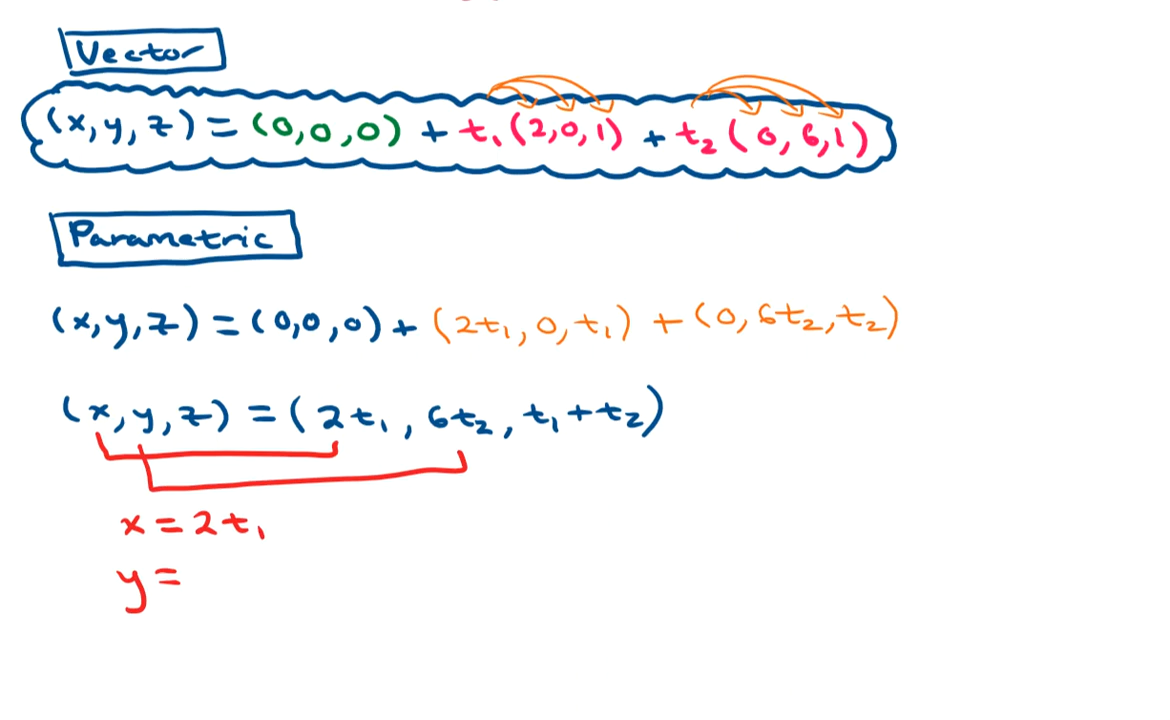 Vector
(x, y, z) = (0,0,0) + t₁(2,0,1) + t₂(0,6,1)
Parametric
(x,y,z) = (0,0,0) + (2t₁,0,t₁) + (0,6t₂,t₂)
(x,y,z) = (2t₁, 6t₂, t₁+t₂)
x = 2t₁
y =